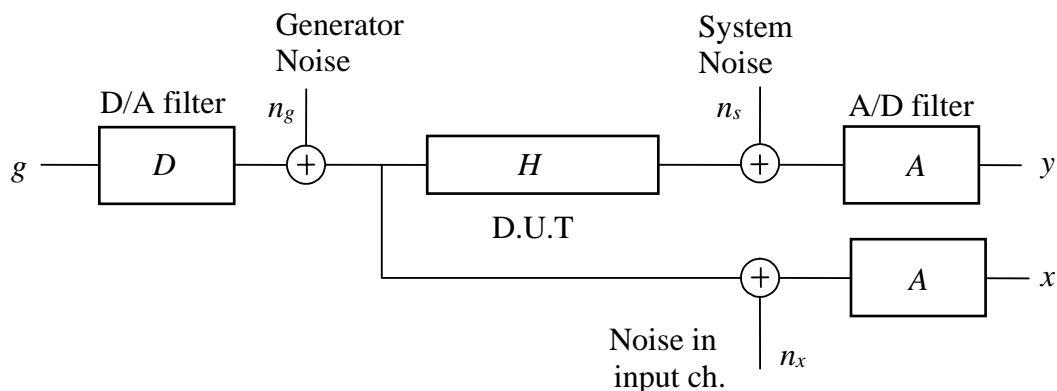 Generator
Noise
System
Noise
D/A filter
n_g
n_s
A/D filter
g
D
+
H
+
A
y
D.U.T
+
A
x
Noise in
input ch.
n_x